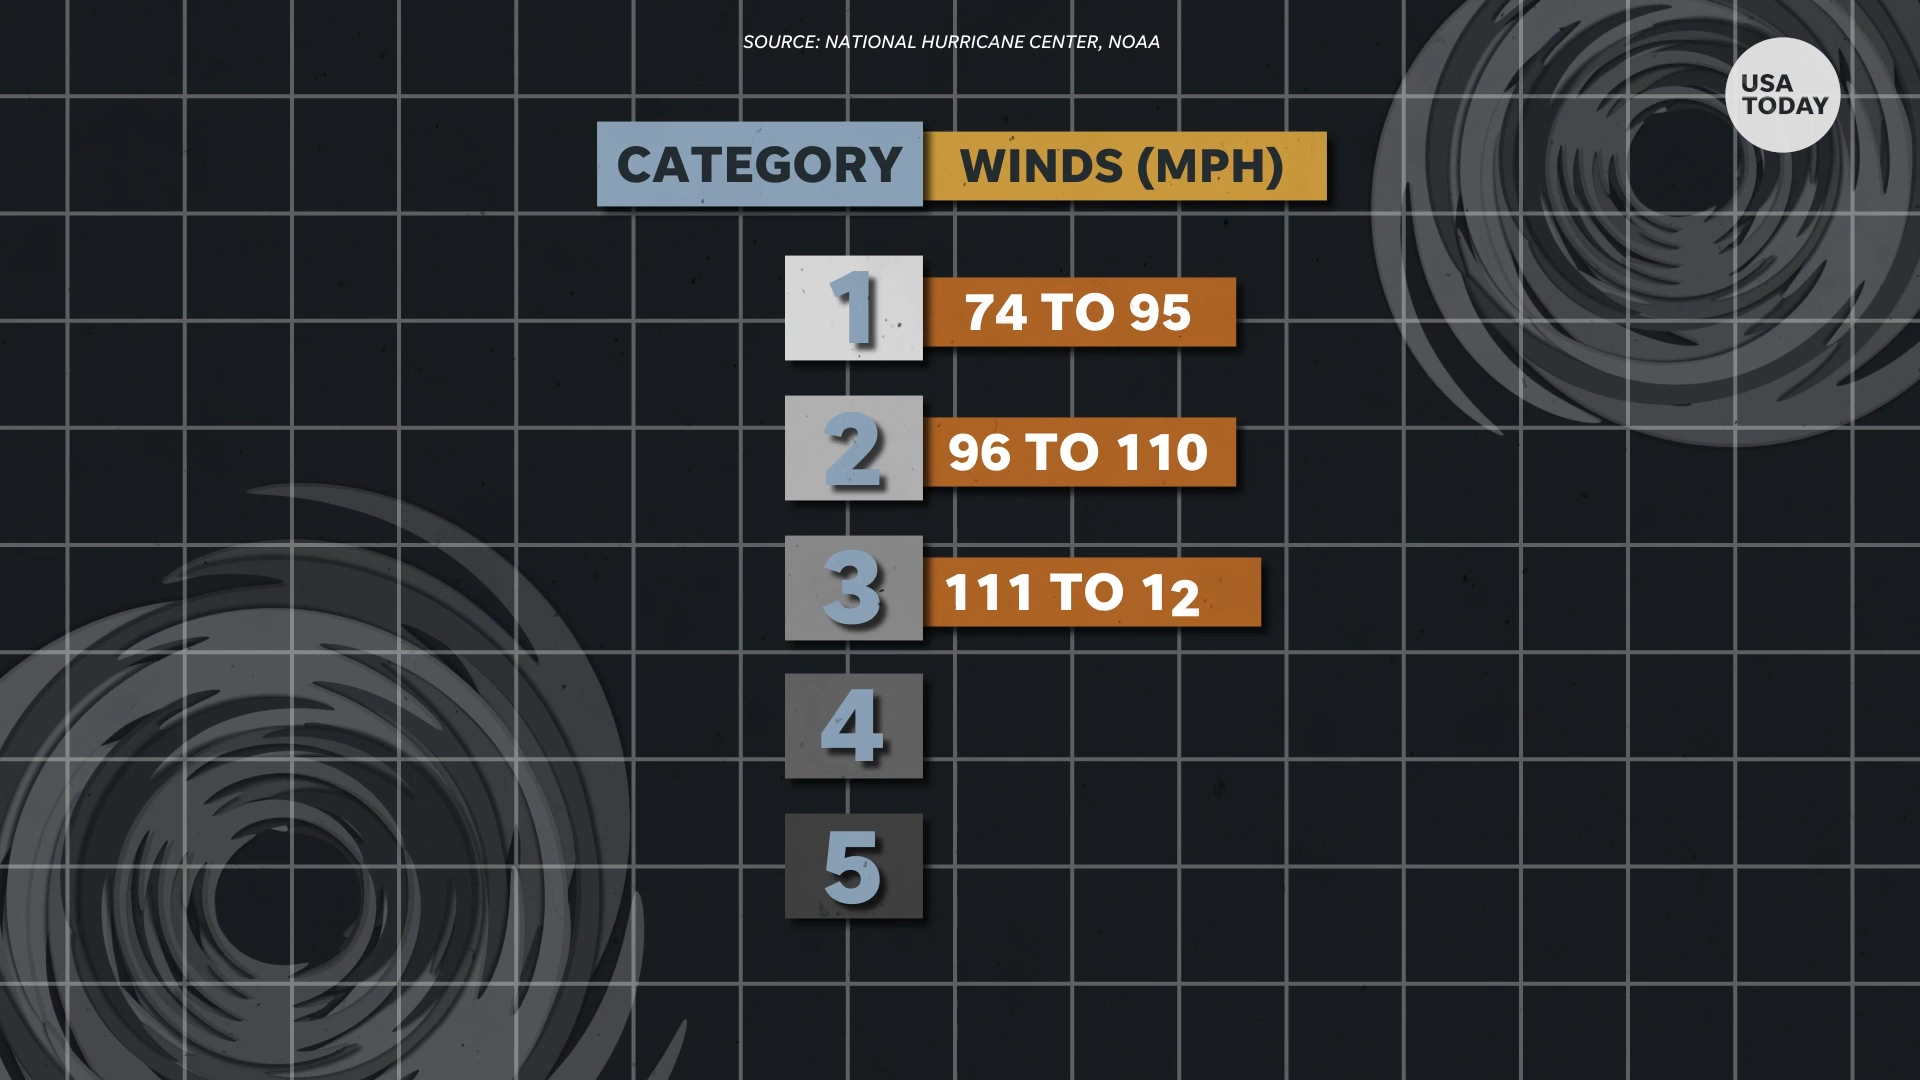 SOURCE: NATIONAL HURRICANE CENTER, NOAA
USA
TODAY
CATEGORY WINDS (MPH)
1 74 TO 95
2 96 TO 110
3 111 TO 12
4
5